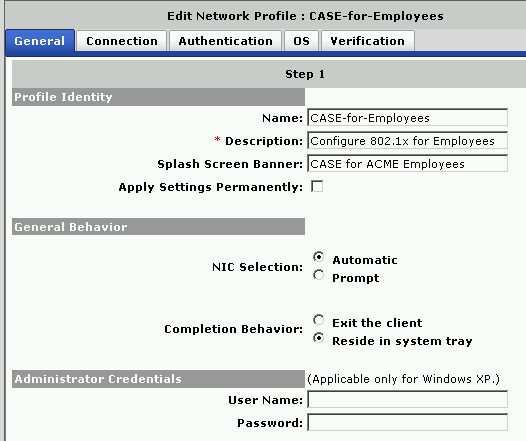 Edit Network Profile : CASE-for-Employees
General Connection Authentication OS Verification
Step 1
Profile Identity
Name: CASE-for-Employees
* Description: Configure 802.1x for Employees
Splash Screen Banner: CASE for ACME Employees
Apply Settings Permanently:
General Behavior
NIC Selection: Automatic
Prompt
Completion Behavior: Exit the client
Reside in system tray
Administrator Credentials (Applicable only for Windows XP.)
User Name:
Password: